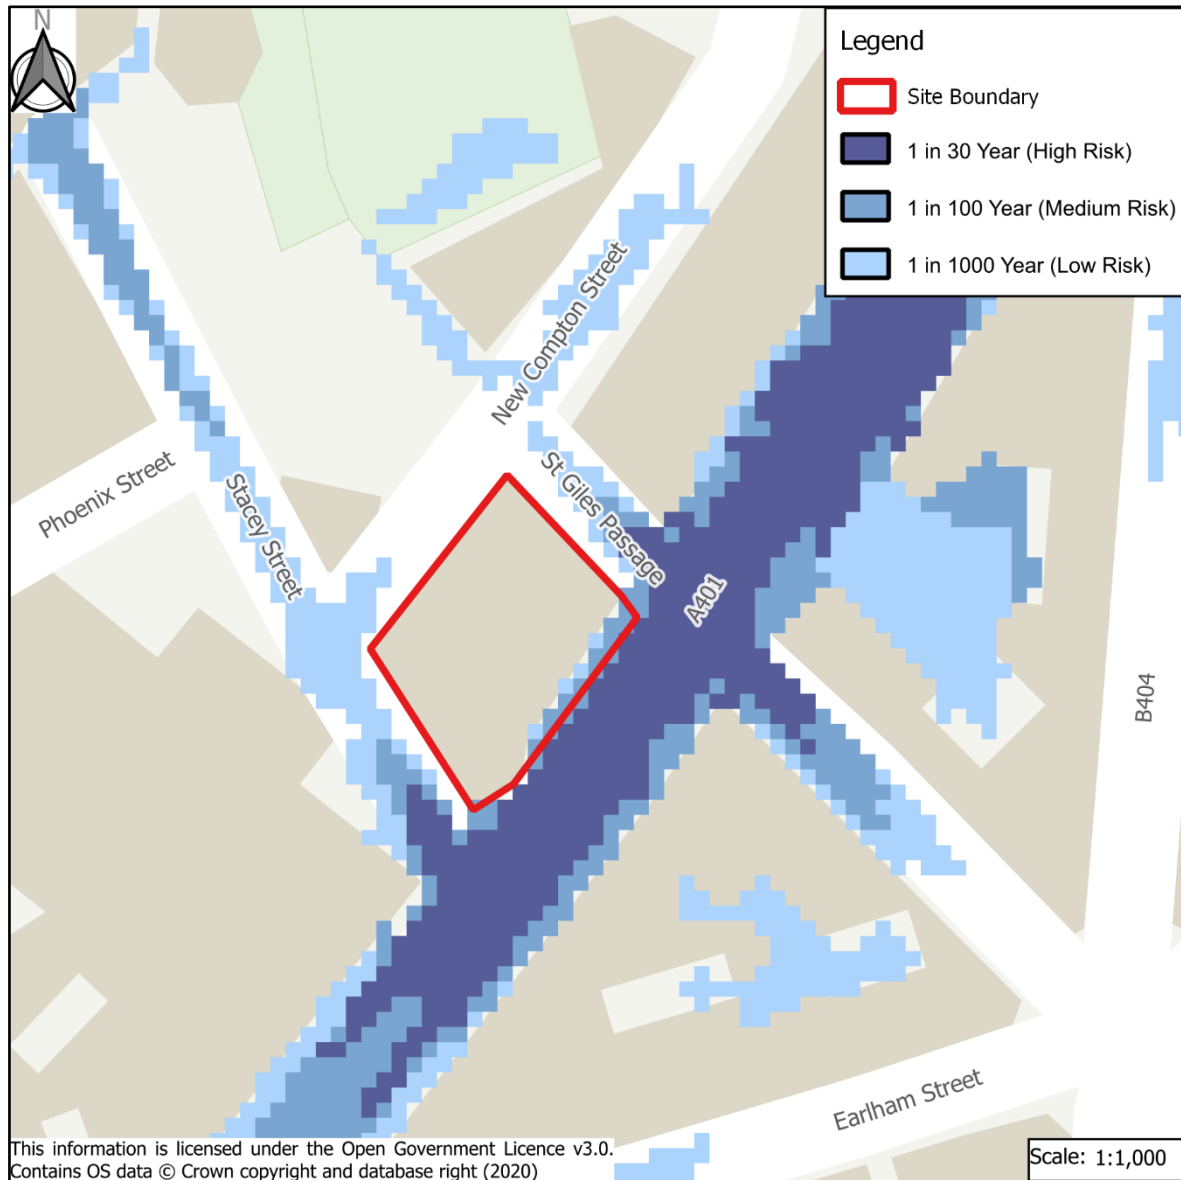 N
Legend
Site Boundary
1 in 30 Year (High Risk)
1 in 100 Year (Medium Risk)
1 in 1000 Year (Low Risk)
New Compton Street
Phoenix Street
Stacey Street
St Giles Passage
A401
B404
Earlham Street
This information is licensed under the Open Government Licence v3.0.
Contains OS data © Crown copyright and database right (2020)
Scale: 1:1,000